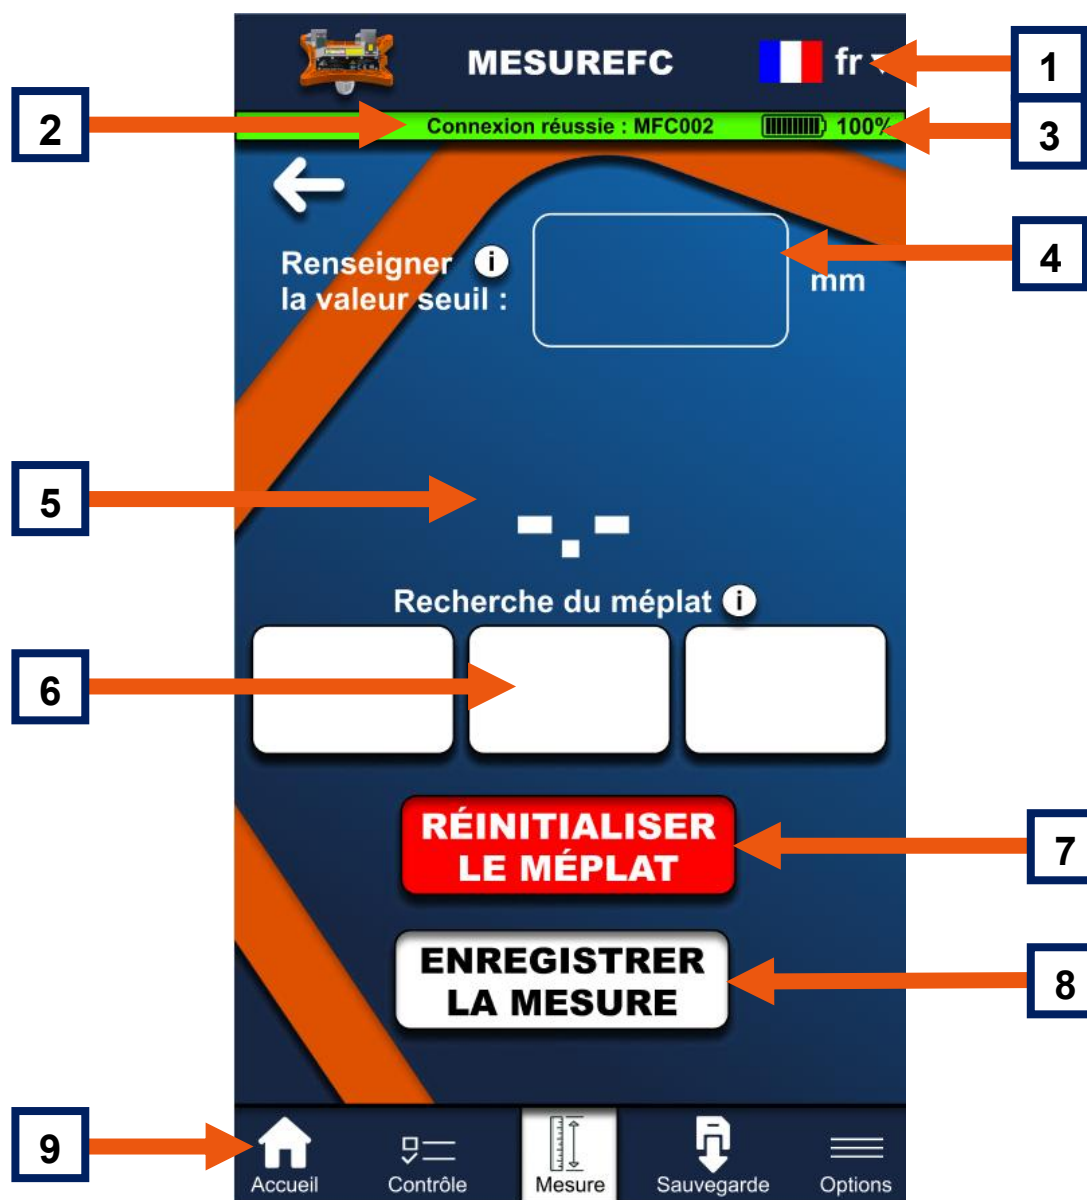 MESUREFC
fr
1
2
Connexion réussie : MFC002
100%
3
Renseigner i
la valeur seuil :
mm
4
5
-.-
Recherche du méplat i
6
RÉINITIALISER
LE MÉPLAT
7
ENREGISTRER
LA MESURE
8
9
Accueil
Contrôle
Mesure
Sauvegarde
Options